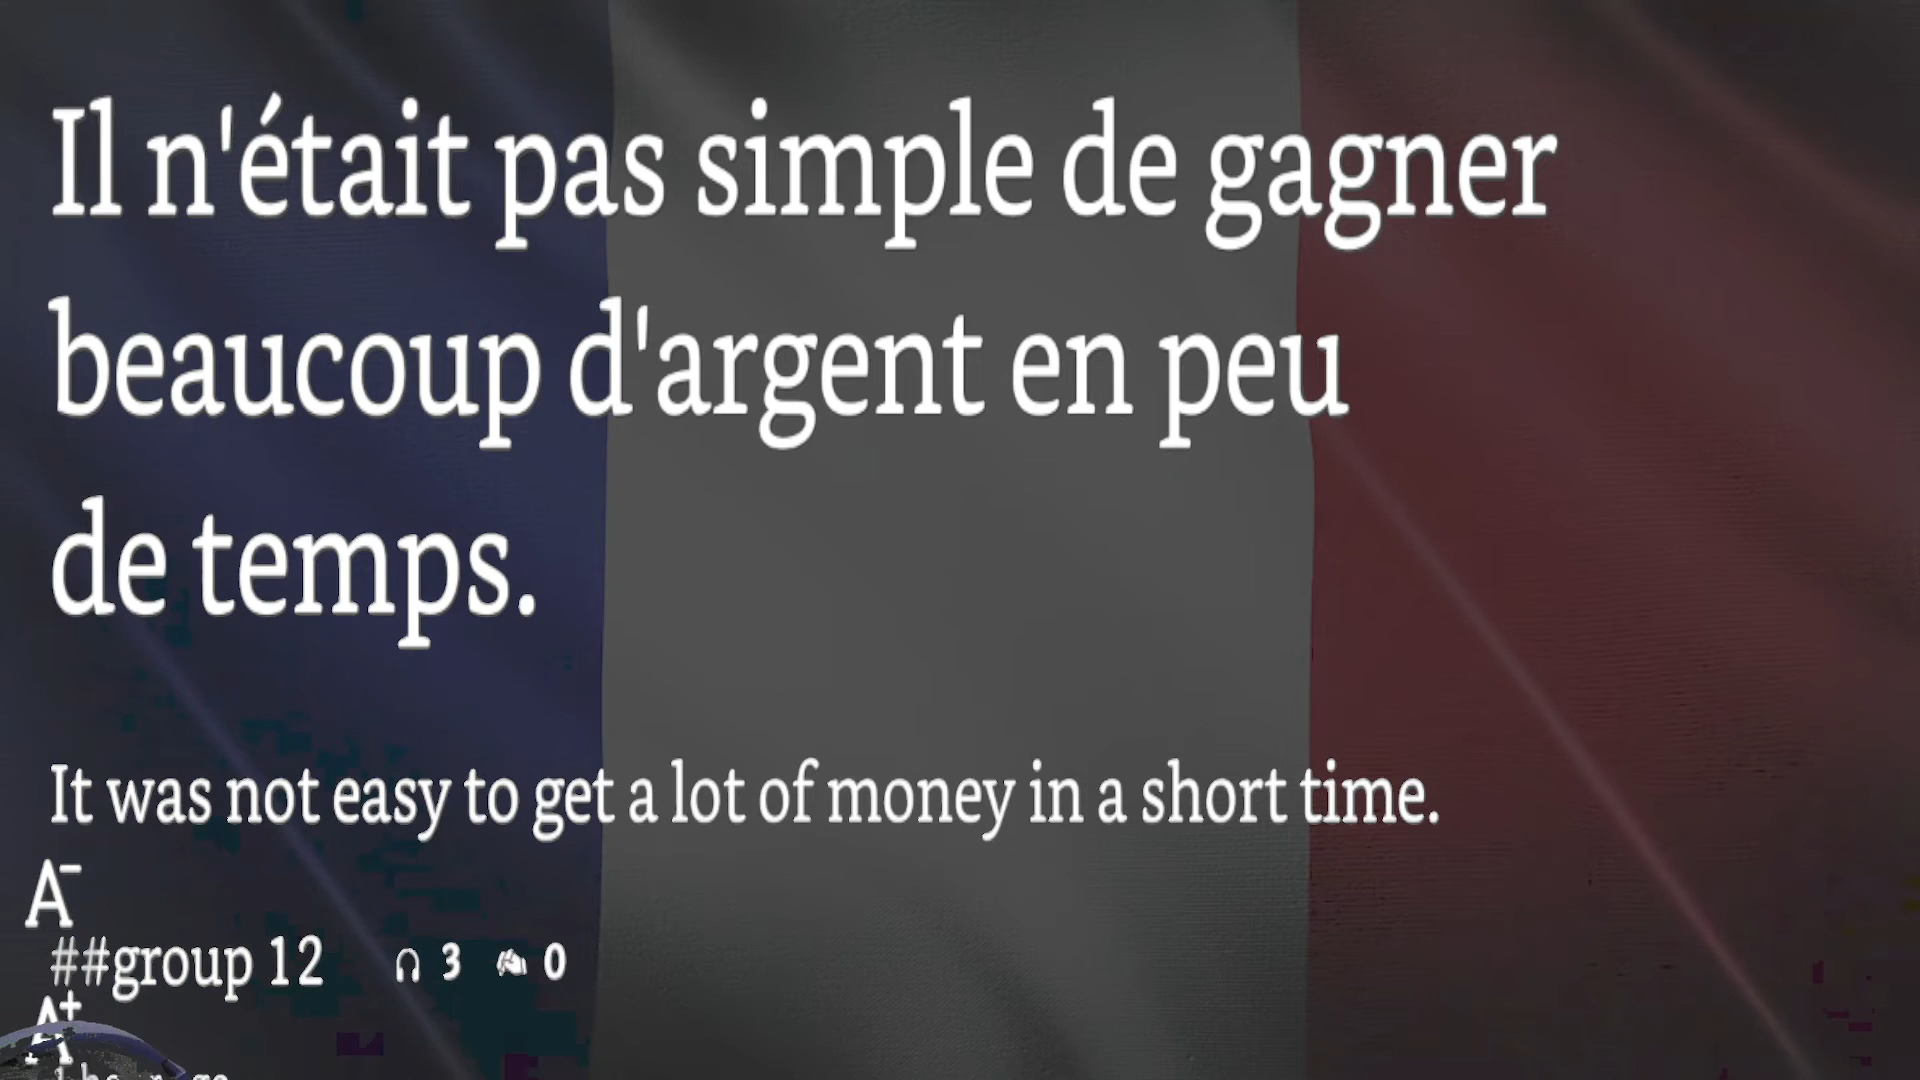 Il n'était pas simple de gagner
beaucoup d'argent en peu
de temps.
It was not easy to get a lot of money in a short time.
A-
##group 12 3 0
A+